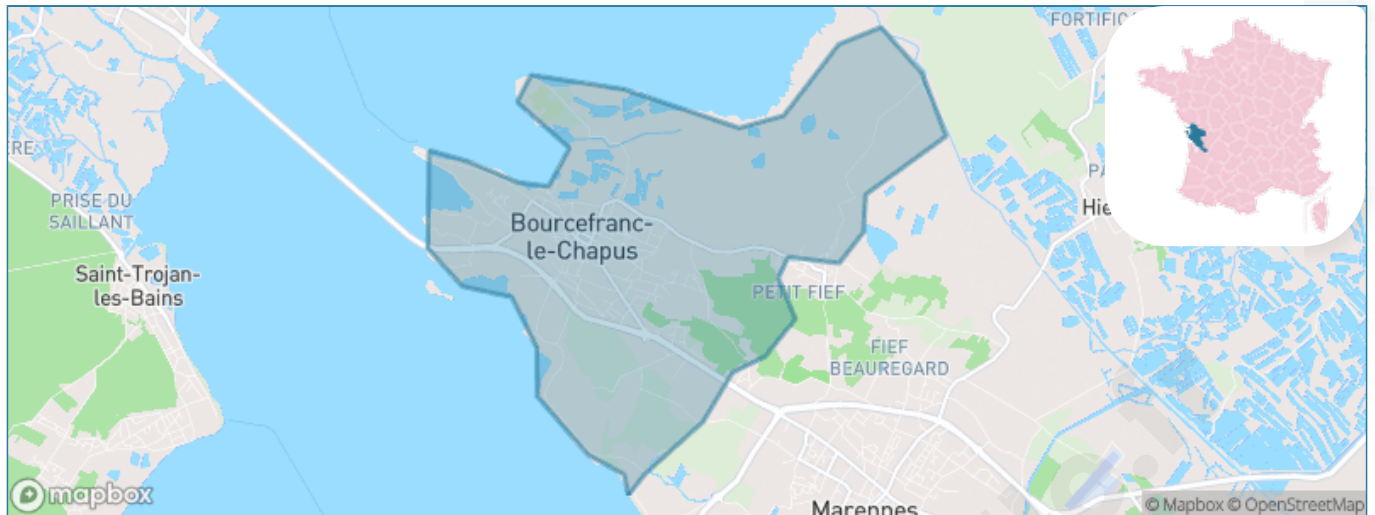 FORTIFIC
ÈRE
PRISE DU
SAILLANT
Bourcefranc-
le-Chapus
Hie
Saint-Trojan-
les-Bains
PETIT FIEF
FIEF
BEAUREGARD
Marennes
mapbox
© Mapbox © OpenStreetMap